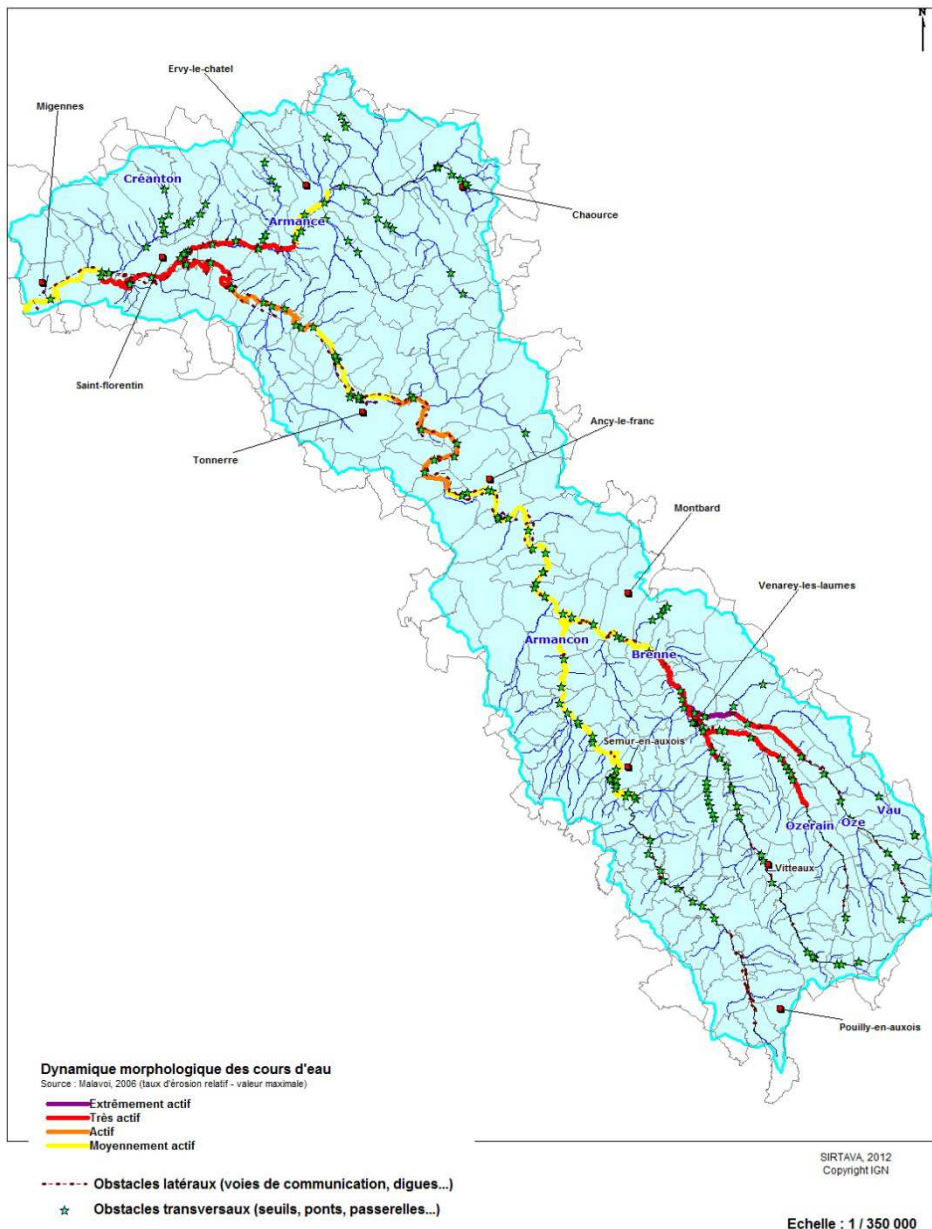 N
Ervy-le-chatel
Migennes
Créanton
Armance
Chaource
Saint-florentin
Tonnerre
Ancy-le-franc
Montbard
Venarey-les-laumes
Armancon
Brenne
Semur-en-auxois
Ozerain
Oze
Vau
Vitteaux
Pouilly-en-auxois
Dynamique morphologique des cours d'eau
Source : Malavoi, 2006 (taux d'érosion relatif - valeur maximale)
Extrêmement actif
Très actif
Actif
Moyennement actif
Obstacles latéraux (voies de communication, digues...)
Obstacles transversaux (seuils, ponts, passerelles...)
SIRTAVA, 2012
Copyright IGN
Echelle : 1 / 350 000